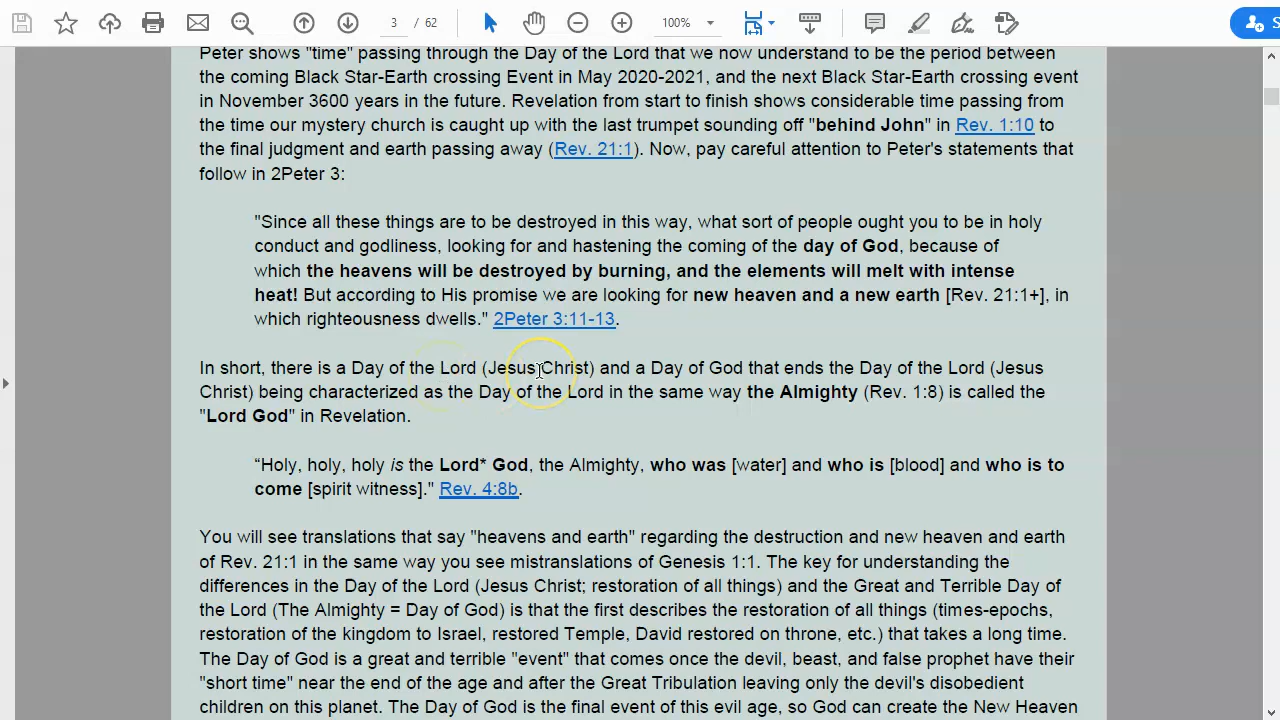 3 / 62
100%
S
Peter shows "time" passing through the Day of the Lord that we now understand to be the period between
the coming Black Star-Earth crossing Event in May 2020-2021, and the next Black Star-Earth crossing event
in November 3600 years in the future. Revelation from start to finish shows considerable time passing from
the time our mystery church is caught up with the last trumpet sounding off "behind John" in Rev. 1:10 to
the final judgment and earth passing away (Rev. 21:1). Now, pay careful attention to Peter's statements that
follow in 2Peter 3:
"Since all these things are to be destroyed in this way, what sort of people ought you to be in holy
conduct and godliness, looking for and hastening the coming of the day of God, because of
which the heavens will be destroyed by burning, and the elements will melt with intense
heat! But according to His promise we are looking for new heaven and a new earth [Rev. 21:1+], in
which righteousness dwells." 2Peter 3:11-13.
In short, there is a Day of the Lord (Jesus Christ) and a Day of God that ends the Day of the Lord (Jesus
Christ) being characterized as the Day of the Lord in the same way the Almighty (Rev. 1:8) is called the
"Lord God" in Revelation.
“Holy, holy, holy is the Lord* God, the Almighty, who was [water] and who is [blood] and who is to
come [spirit witness]." Rev. 4:8b.
You will see translations that say "heavens and earth" regarding the destruction and new heaven and earth
of Rev. 21:1 in the same way you see mistranslations of Genesis 1:1. The key for understanding the
differences in the Day of the Lord (Jesus Christ; restoration of all things) and the Great and Terrible Day of
the Lord (The Almighty = Day of God) is that the first describes the restoration of all things (times-epochs,
restoration of the kingdom to Israel, restored Temple, David restored on throne, etc.) that takes a long time.
The Day of God is a great and terrible "event" that comes once the devil, beast, and false prophet have their
"short time" near the end of the age and after the Great Tribulation leaving only the devil's disobedient
children on this planet. The Day of God is the final event of this evil age, so God can create the New Heaven